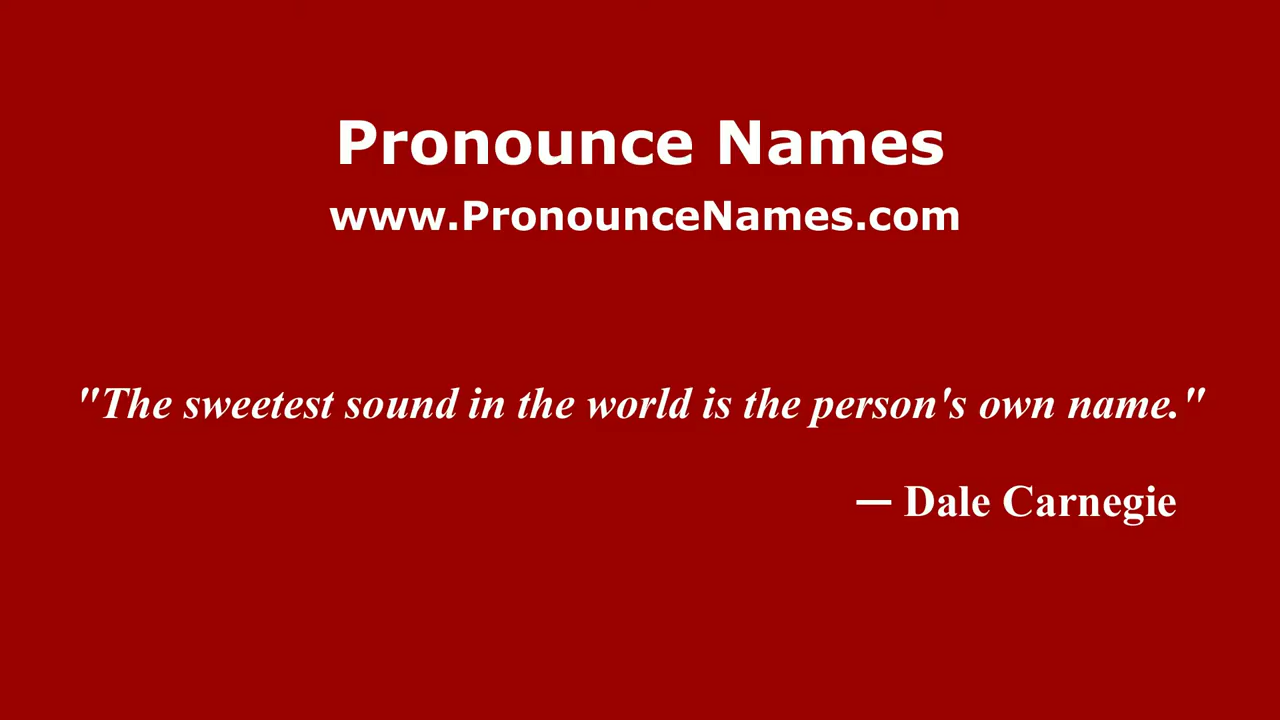 Pronounce Names
www.PronounceNames.com
"The sweetest sound in the world is the person's own name."
— Dale Carnegie